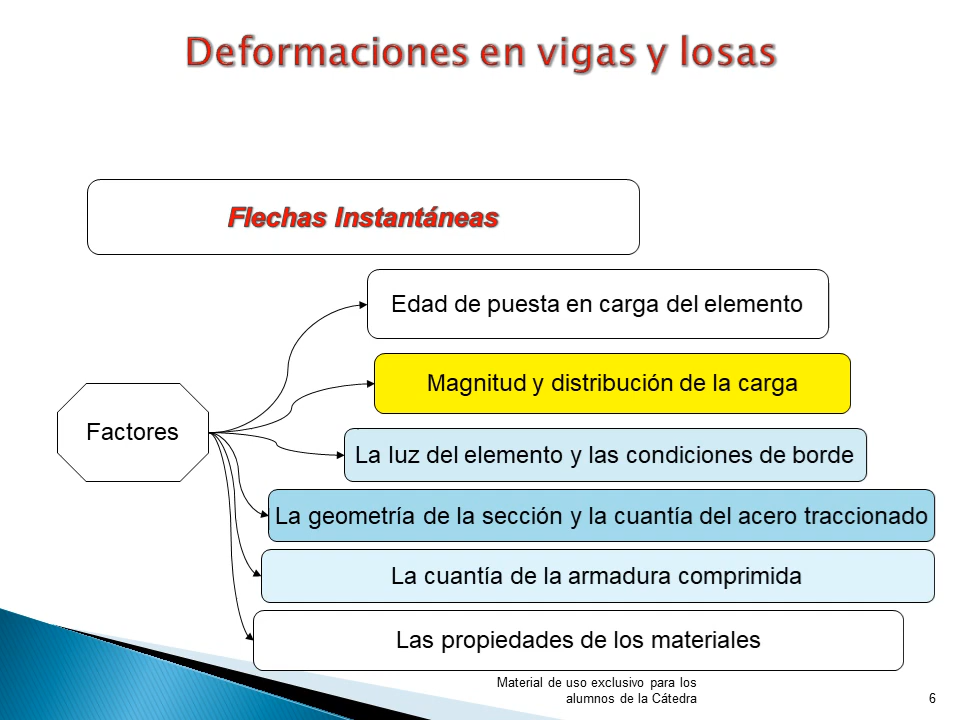 Deformaciones en vigas y losas
Flechas Instantáneas
Edad de puesta en carga del elemento
Magnitud y distribución de la carga
Factores
La luz del elemento y las condiciones de borde
La geometría de la sección y la cuantía del acero traccionado
La cuantía de la armadura comprimida
Las propiedades de los materiales
Material de uso exclusivo para los
alumnos de la Cátedra
6